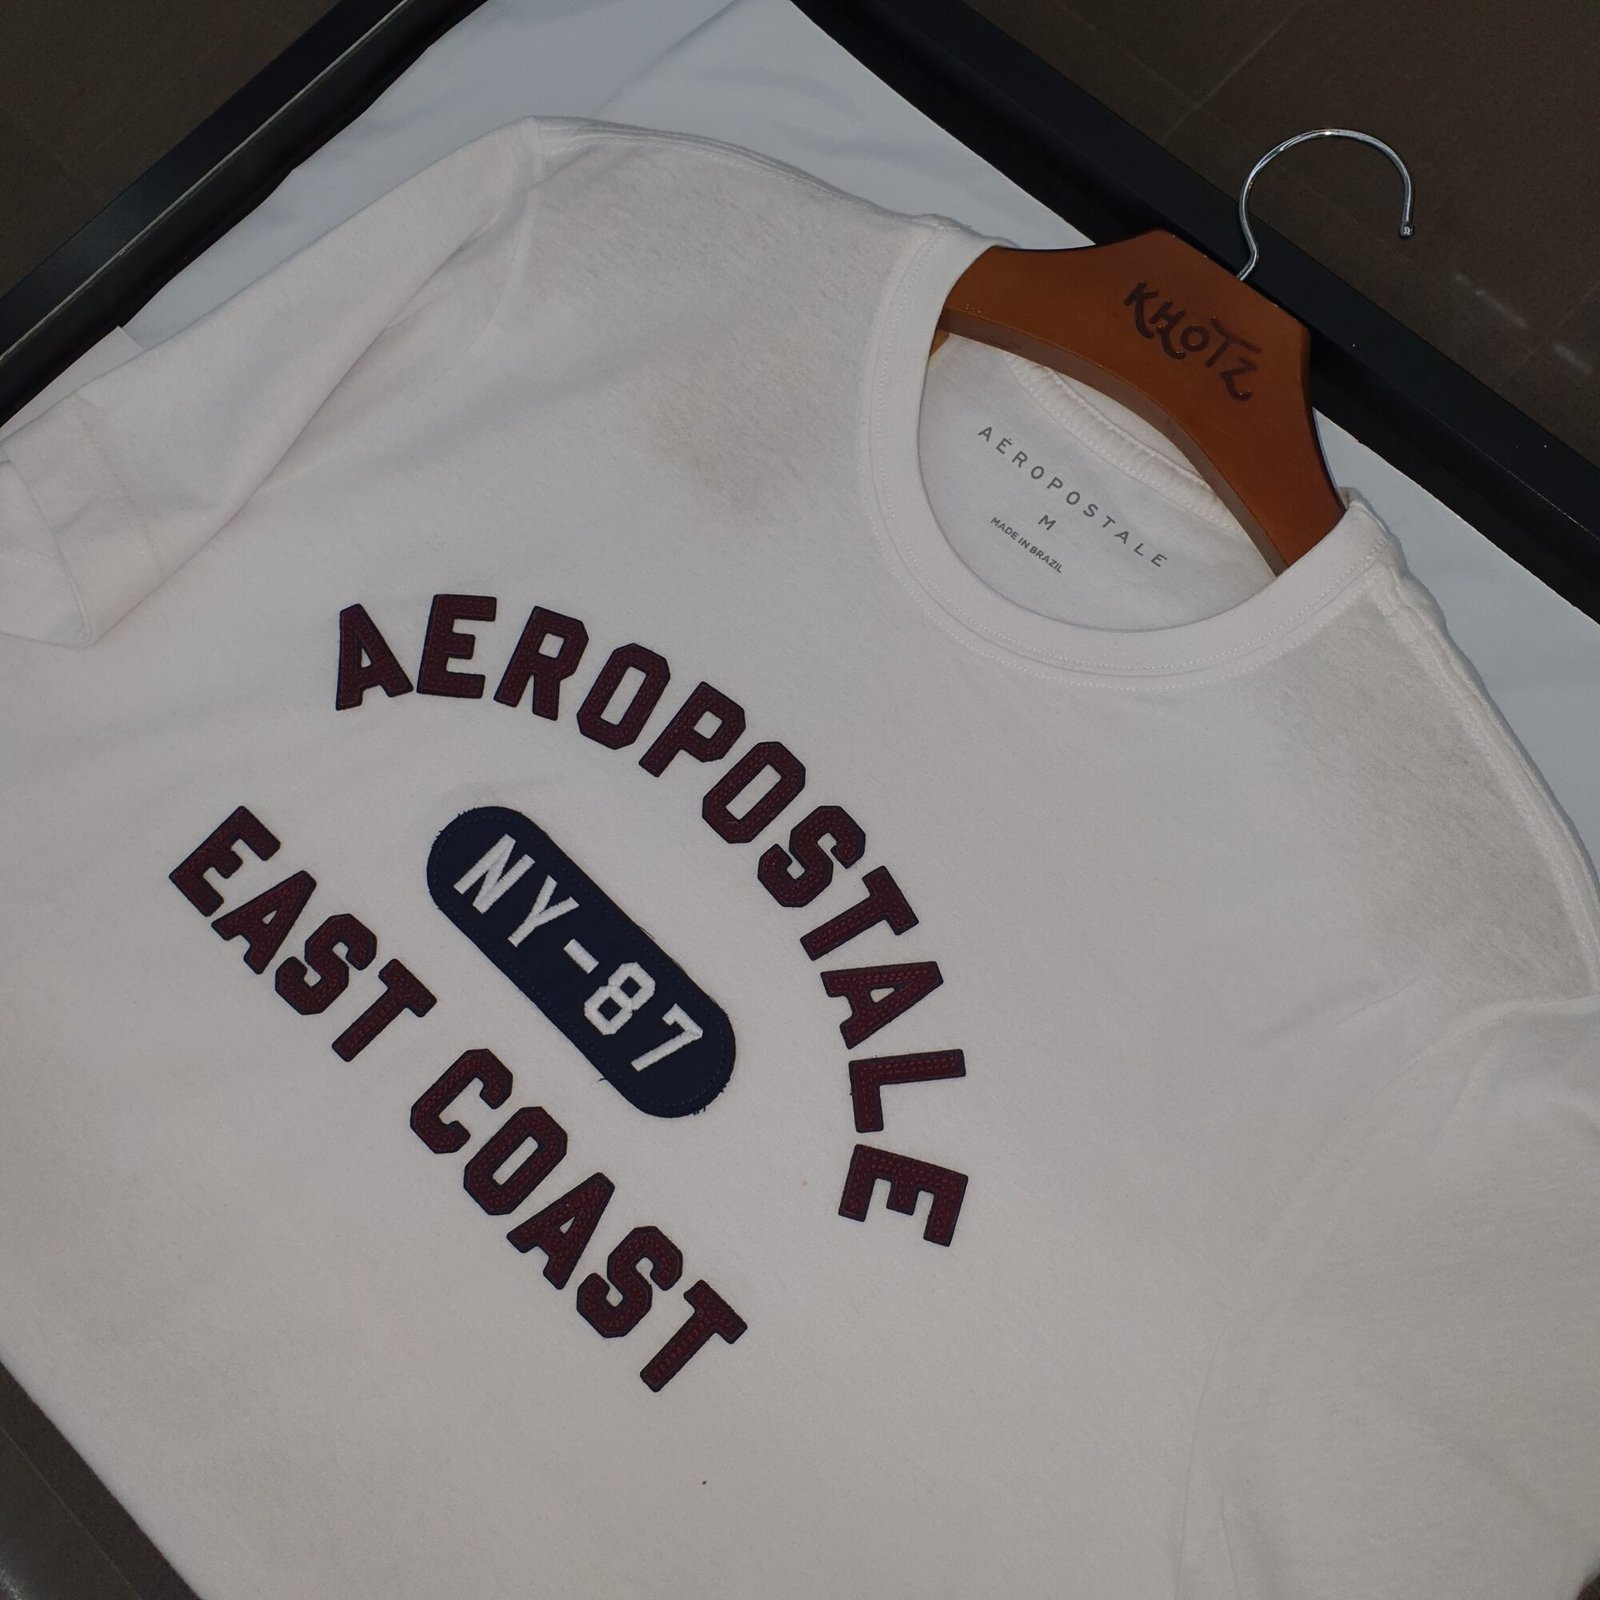 KHOTZ
AÉROPOSTALE
M
MADE IN BRAZIL
AEROPOSTALE
NY-87
EAST COAST